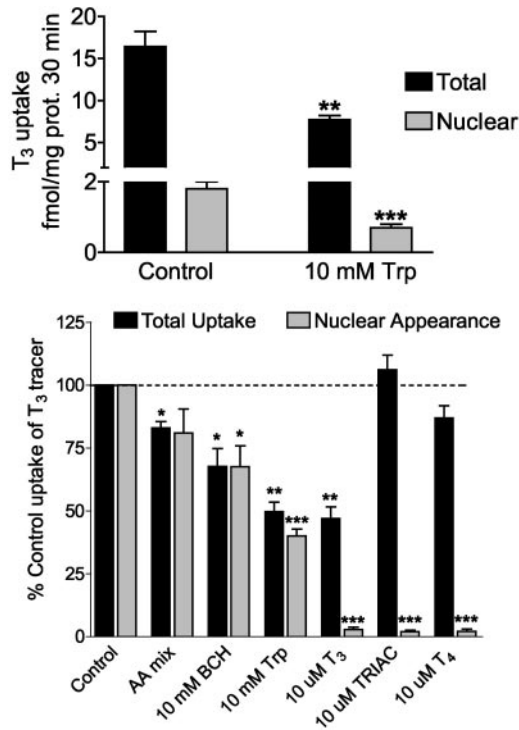 T₃ uptake
fmol/mg prot. 30 min
20
15
10
5
2
0
Total
Nuclear
**
***
Control
10 mM Trp
Total Uptake
Nuclear Appearance
% Control uptake of T₃ tracer
125
100
75
50
25
0
*
*
*
**
***
**
***
***
***
Control
AA mix
10 mM BCH
10 mM Trp
10 uM T₃
10 uM TRIAC
10 uM T₄